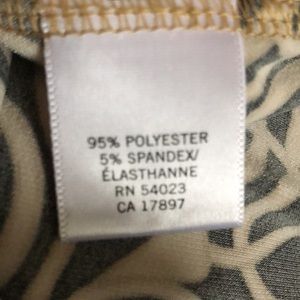 95% POLYESTER
5% SPANDEX/
ÉLASTHANNE
RN 54023
CA 17897